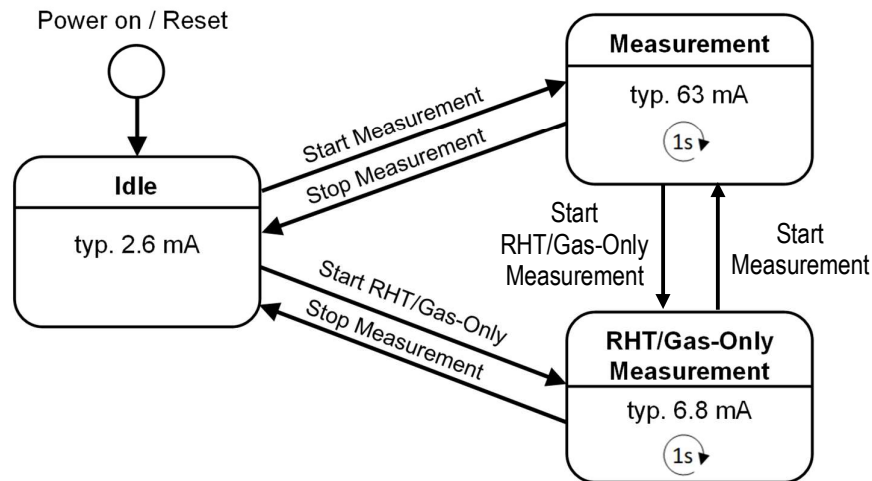 Power on / Reset
Measurement
typ. 63 mA
1s
Start Measurement
Stop Measurement
Idle
typ. 2.6 mA
Start
RHT/Gas-Only
Measurement
Start
Measurement
Start RHT/Gas-Only
Stop Measurement
RHT/Gas-Only
Measurement
typ. 6.8 mA
1s